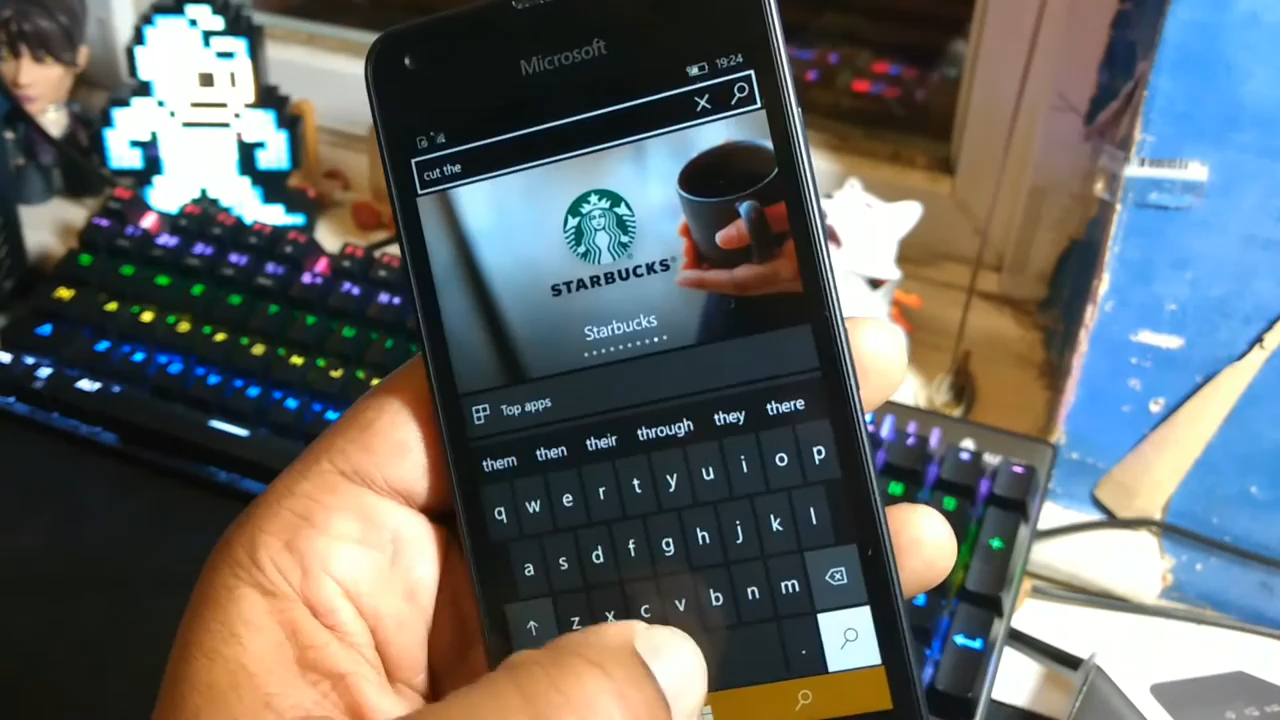 Microsoft
19:24
cut the
STARBUCKS
Starbucks
Top apps
them then their through they there
q w e r t y u i o p
a s d f g h j k l
z x c v b n m
.